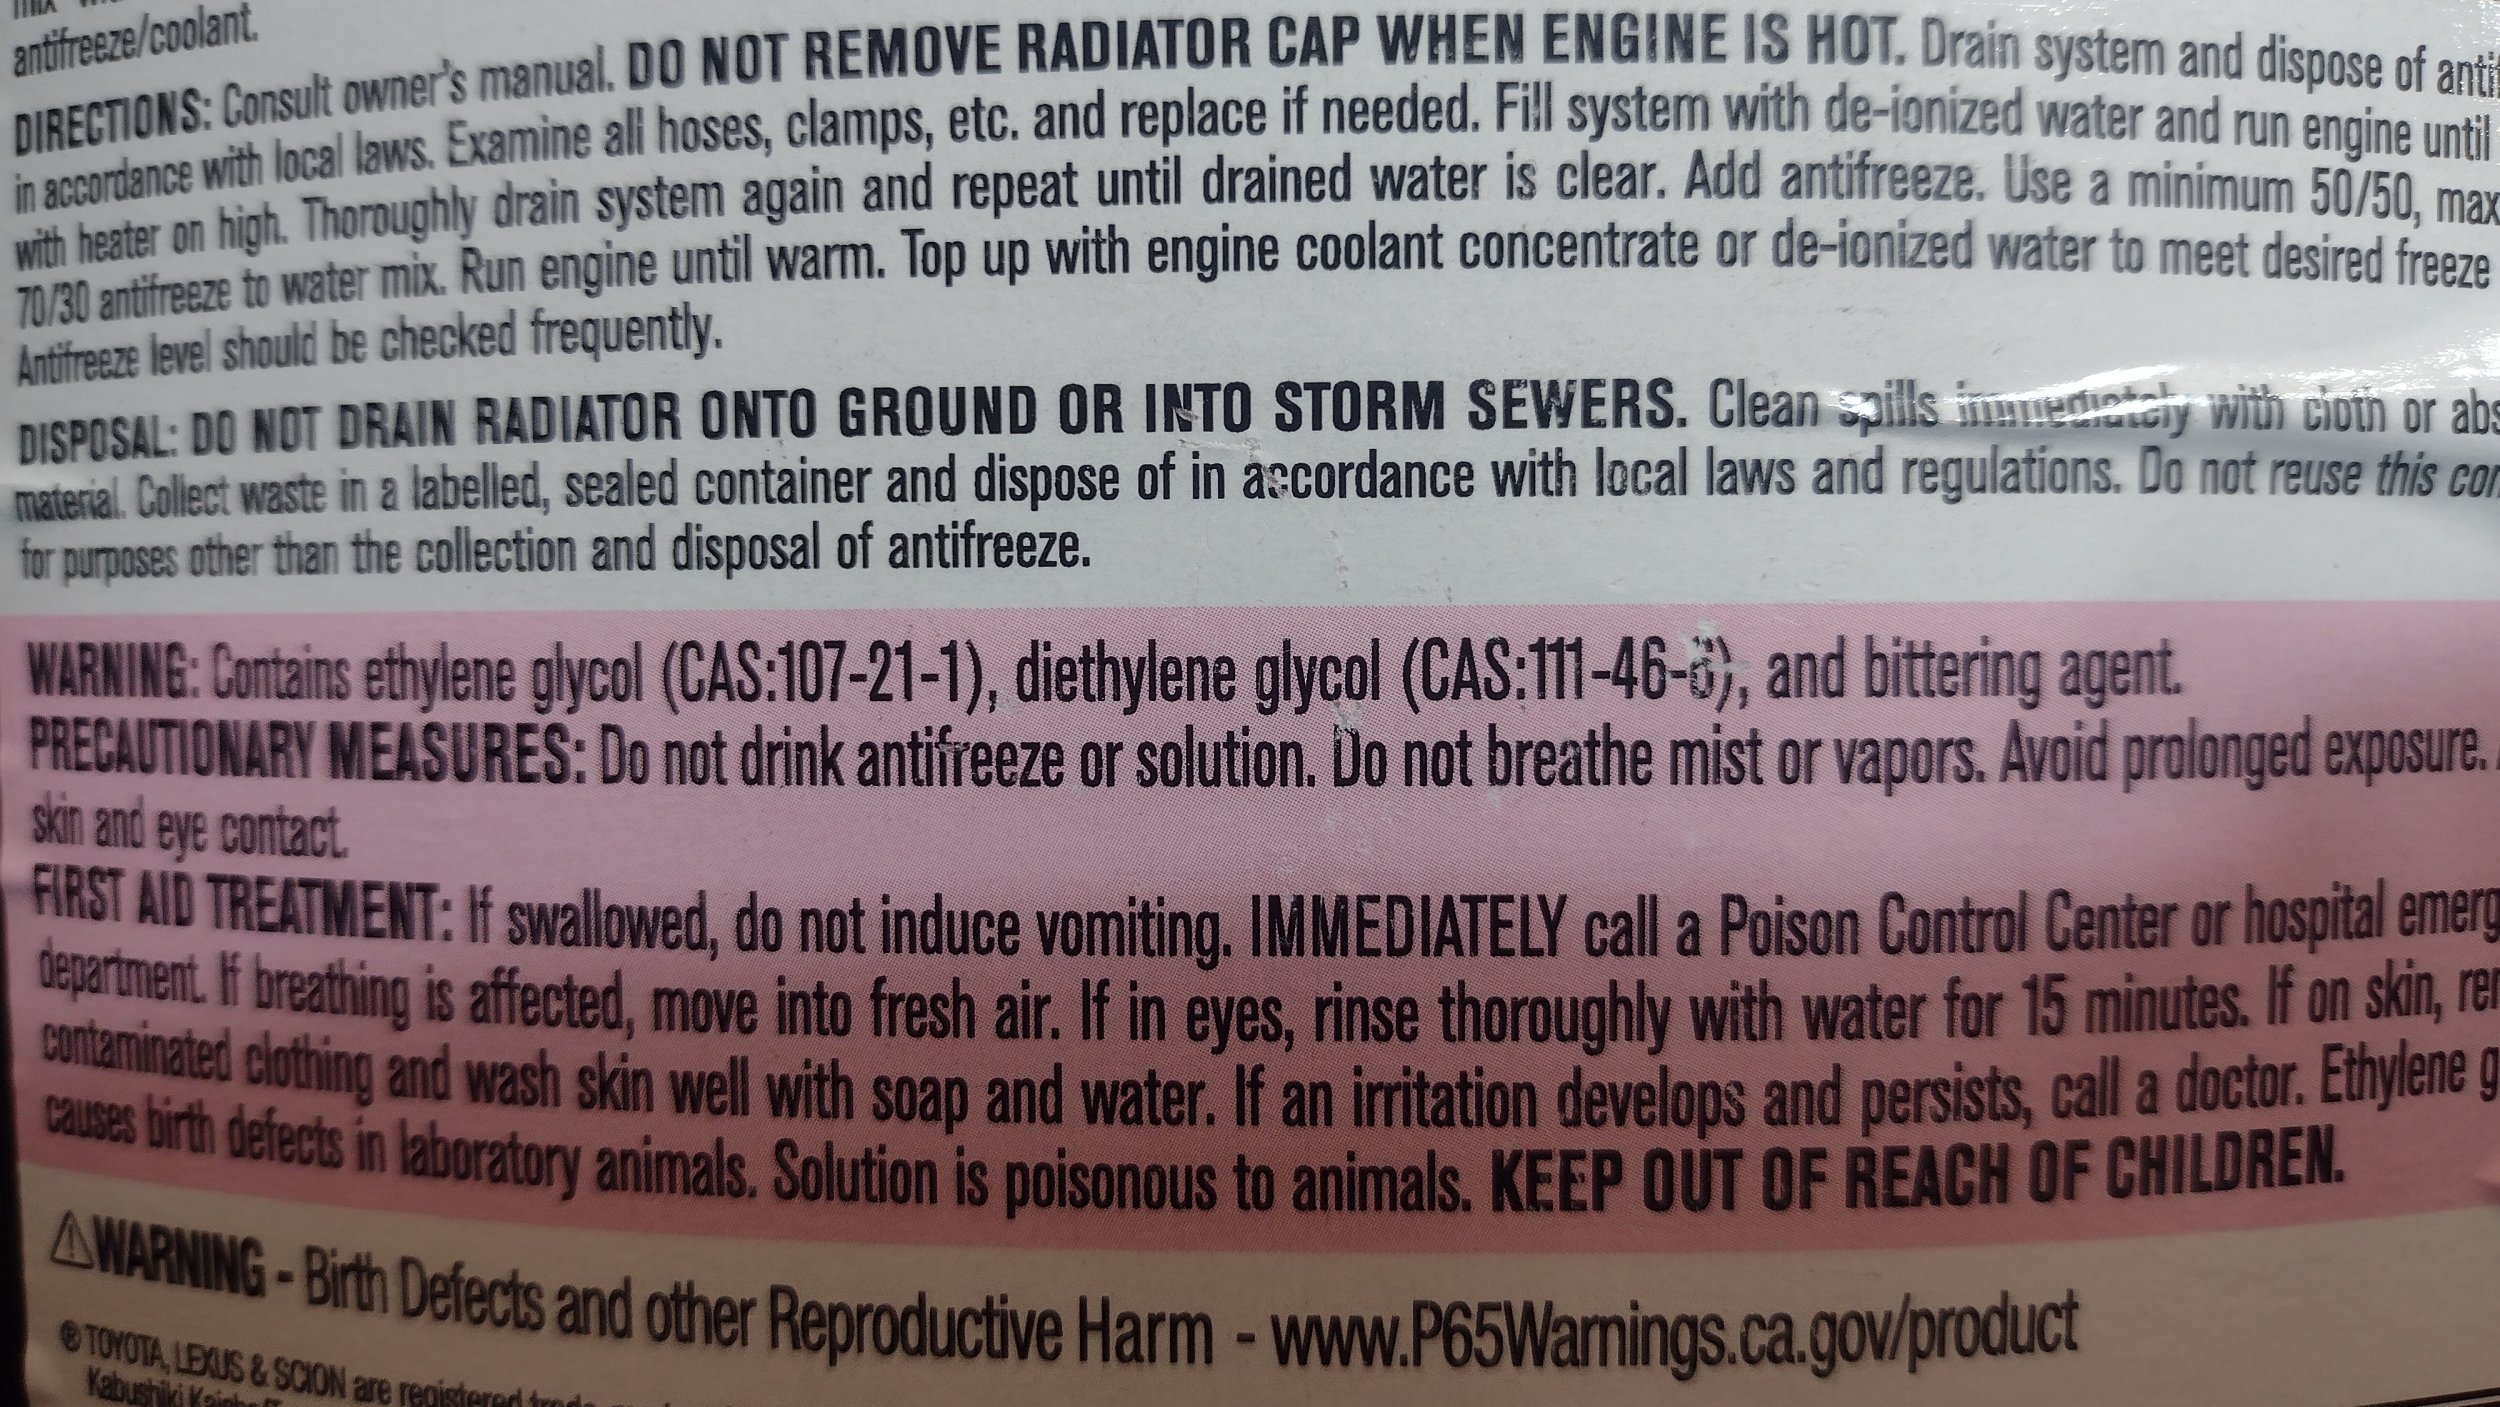 antifreeze/coolant.
DIRECTIONS: Consult owner's manual. DO NOT REMOVE RADIATOR CAP WHEN ENGINE IS HOT. Drain system and dispose of
in accordance with local laws. Examine all hoses, clamps, etc. and replace if needed. Fill system with de-ionized water and run engine until
with heater on high. Thoroughly drain system again and repeat until drained water is clear. Add antifreeze. Use a minimum 50/50, max
70/30 antifreeze to water mix. Run engine until warm. Top up with engine coolant concentrate or de-ionized water to meet desired freeze
Antifreeze level should be checked frequently.
DISPOSAL: DO NOT DRAIN RADIATOR ONTO GROUND OR INTO STORM SEWERS. Clean spills immediately with cloth or abs
material. Collect waste in a labelled, sealed container and dispose of in accordance with local laws and regulations. Do not reuse this con
for purposes other than the collection and disposal of antifreeze.
WARNING: Contains ethylene glycol (CAS:107-21-1), diethylene glycol (CAS:111-46-6), and bittering agent.
PRECAUTIONARY MEASURES: Do not drink antifreeze or solution. Do not breathe mist or vapors. Avoid prolonged exposure.
skin and eye contact.
FIRST AID TREATMENT: If swallowed, do not induce vomiting. IMMEDIATELY call a Poison Control Center or hospital emerg
department. If breathing is affected, move into fresh air. If in eyes, rinse thoroughly with water for 15 minutes. If on skin, rem
contaminated clothing and wash skin well with soap and water. If an irritation develops and persists, call a doctor. Ethylene g
causes birth defects in laboratory animals. Solution is poisonous to animals. KEEP OUT OF REACH OF CHILDREN.
⚠WARNING - Birth Defects and other Reproductive Harm - www.P65Warnings.ca.gov/product
® TOYOTA, LEXUS & SCION are registered
Kabushiki